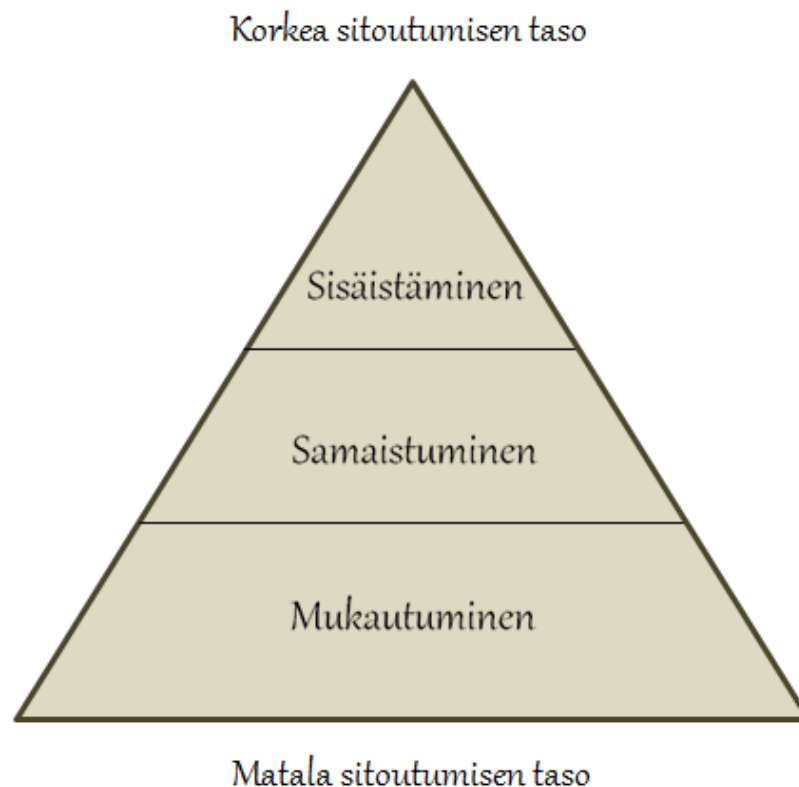 Korkea sitoutumisen taso
Sisäistäminen
Samaistuminen
Mukautuminen
Matala sitoutumisen taso